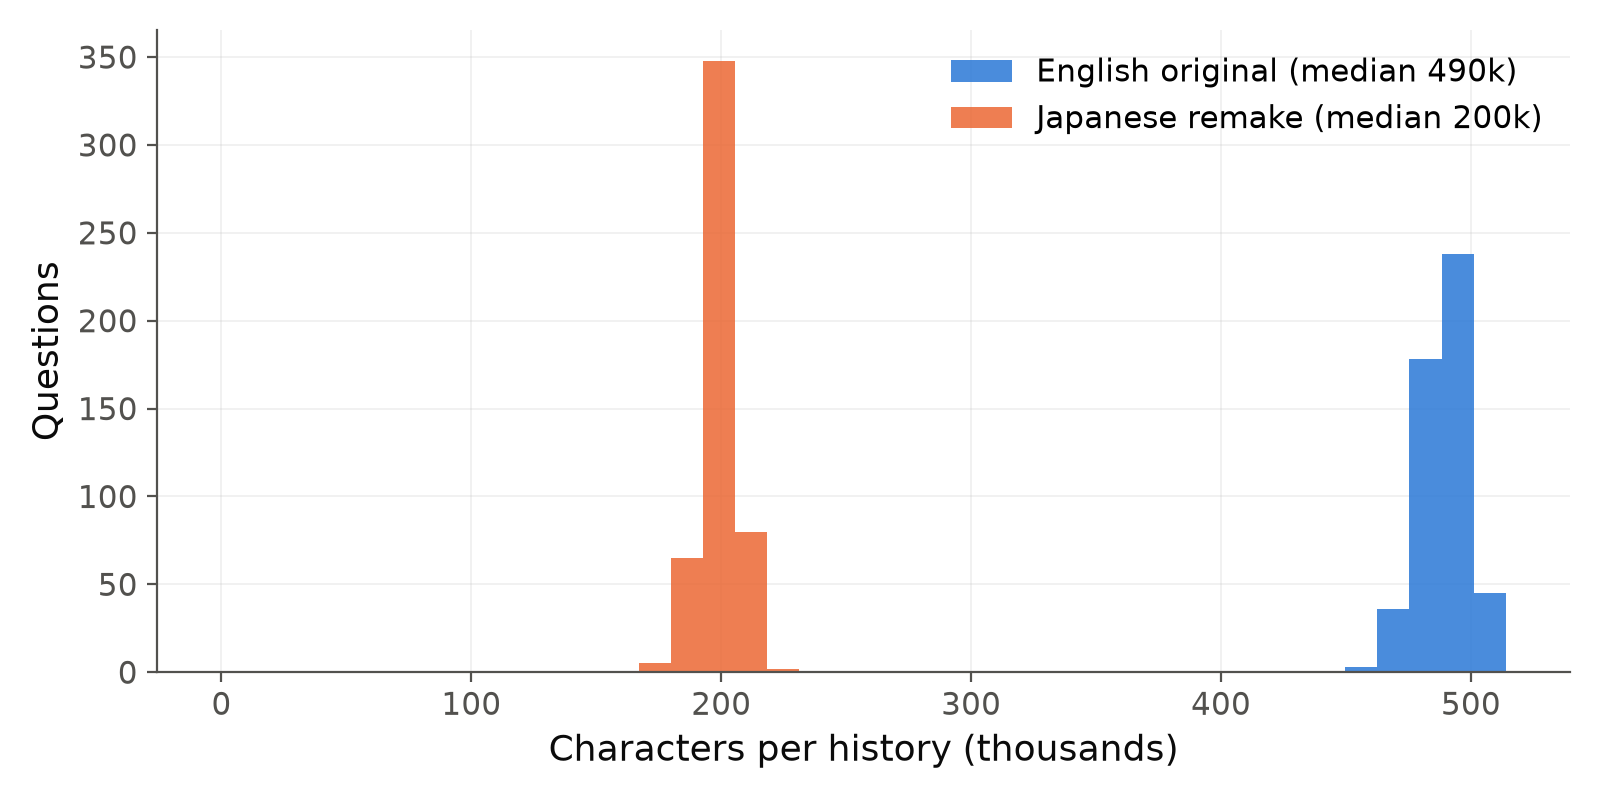 English original (median 490k)
Japanese remake (median 200k)
350
300
250
200
150
100
50
0
Questions
0 100 200 300 400 500
Characters per history (thousands)